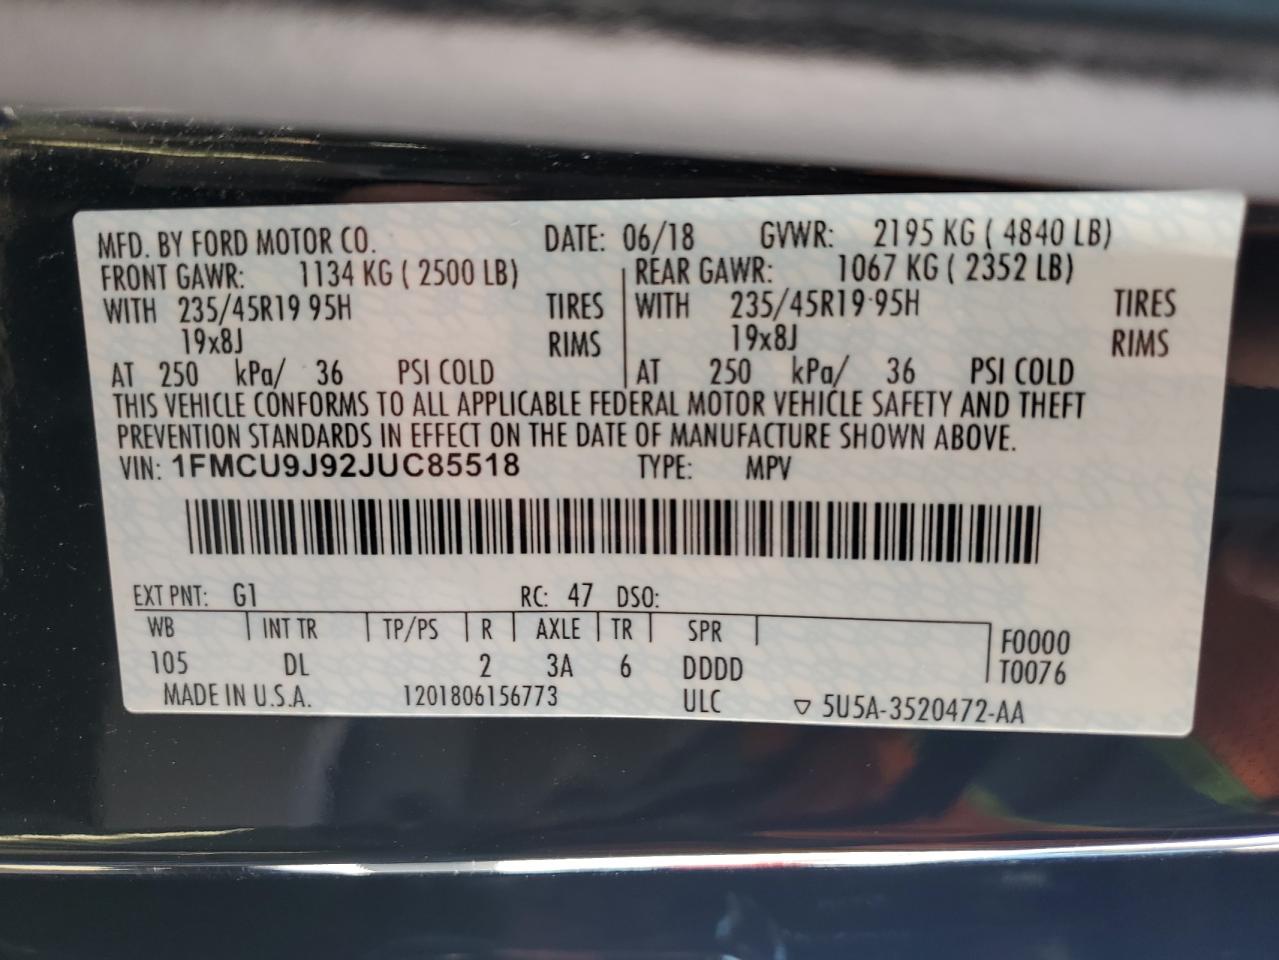 MFD. BY FORD MOTOR CO. DATE: 06/18 GVWR: 2195 KG ( 4840 LB)
FRONT GAWR: 1134 KG ( 2500 LB) REAR GAWR: 1067 KG ( 2352 LB)
WITH 235/45R19 95H TIRES WITH 235/45R19 95H TIRES
19x8J RIMS 19x8J RIMS
AT 250 kPa/ 36 PSI COLD AT 250 kPa/ 36 PSI COLD
THIS VEHICLE CONFORMS TO ALL APPLICABLE FEDERAL MOTOR VEHICLE SAFETY AND THEFT
PREVENTION STANDARDS IN EFFECT ON THE DATE OF MANUFACTURE SHOWN ABOVE.
VIN: 1FMCU9J92JUC85518 TYPE: MPV
EXT PNT: G1 RC: 47 DSO:
WB INT TR TP/PS R AXLE TR SPR F0000
105 DL 2 3A 6 DDDD T0076
MADE IN U.S.A. 1201806156773 ULC ▽ 5U5A-3520472-AA